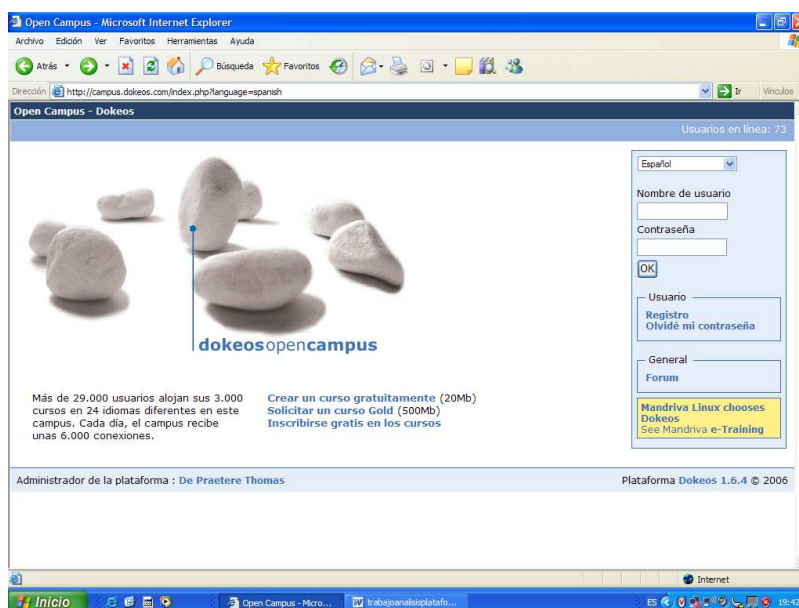 Open Campus - Microsoft Internet Explorer
Archivo Edición Ver Favoritos Herramientas Ayuda
Atrás Búsqueda Favoritos
Dirección http://campus.dokeos.com/index.php?language=spanish Ir Vínculos
Open Campus - Dokeos
Usuarios en línea: 73
Español
Nombre de usuario
Contraseña
OK
Usuario
Registro
Olvidé mi contraseña
General
Forum
Mandriva Linux chooses
Dokeos
See Mandriva e-Training
dokeosopencampus
Más de 29.000 usuarios alojan sus 3.000
cursos en 24 idiomas diferentes en este
campus. Cada día, el campus recibe
unas 6.000 conexiones.
Crear un curso gratuitamente (20Mb)
Solicitar un curso Gold (500Mb)
Inscribirse gratis en los cursos
Administrador de la plataforma : De Praetere Thomas
Plataforma Dokeos 1.6.4 © 2006
Internet
Inicio Open Campus - Micro... trabajoanalisisplatafo... ES 19:42